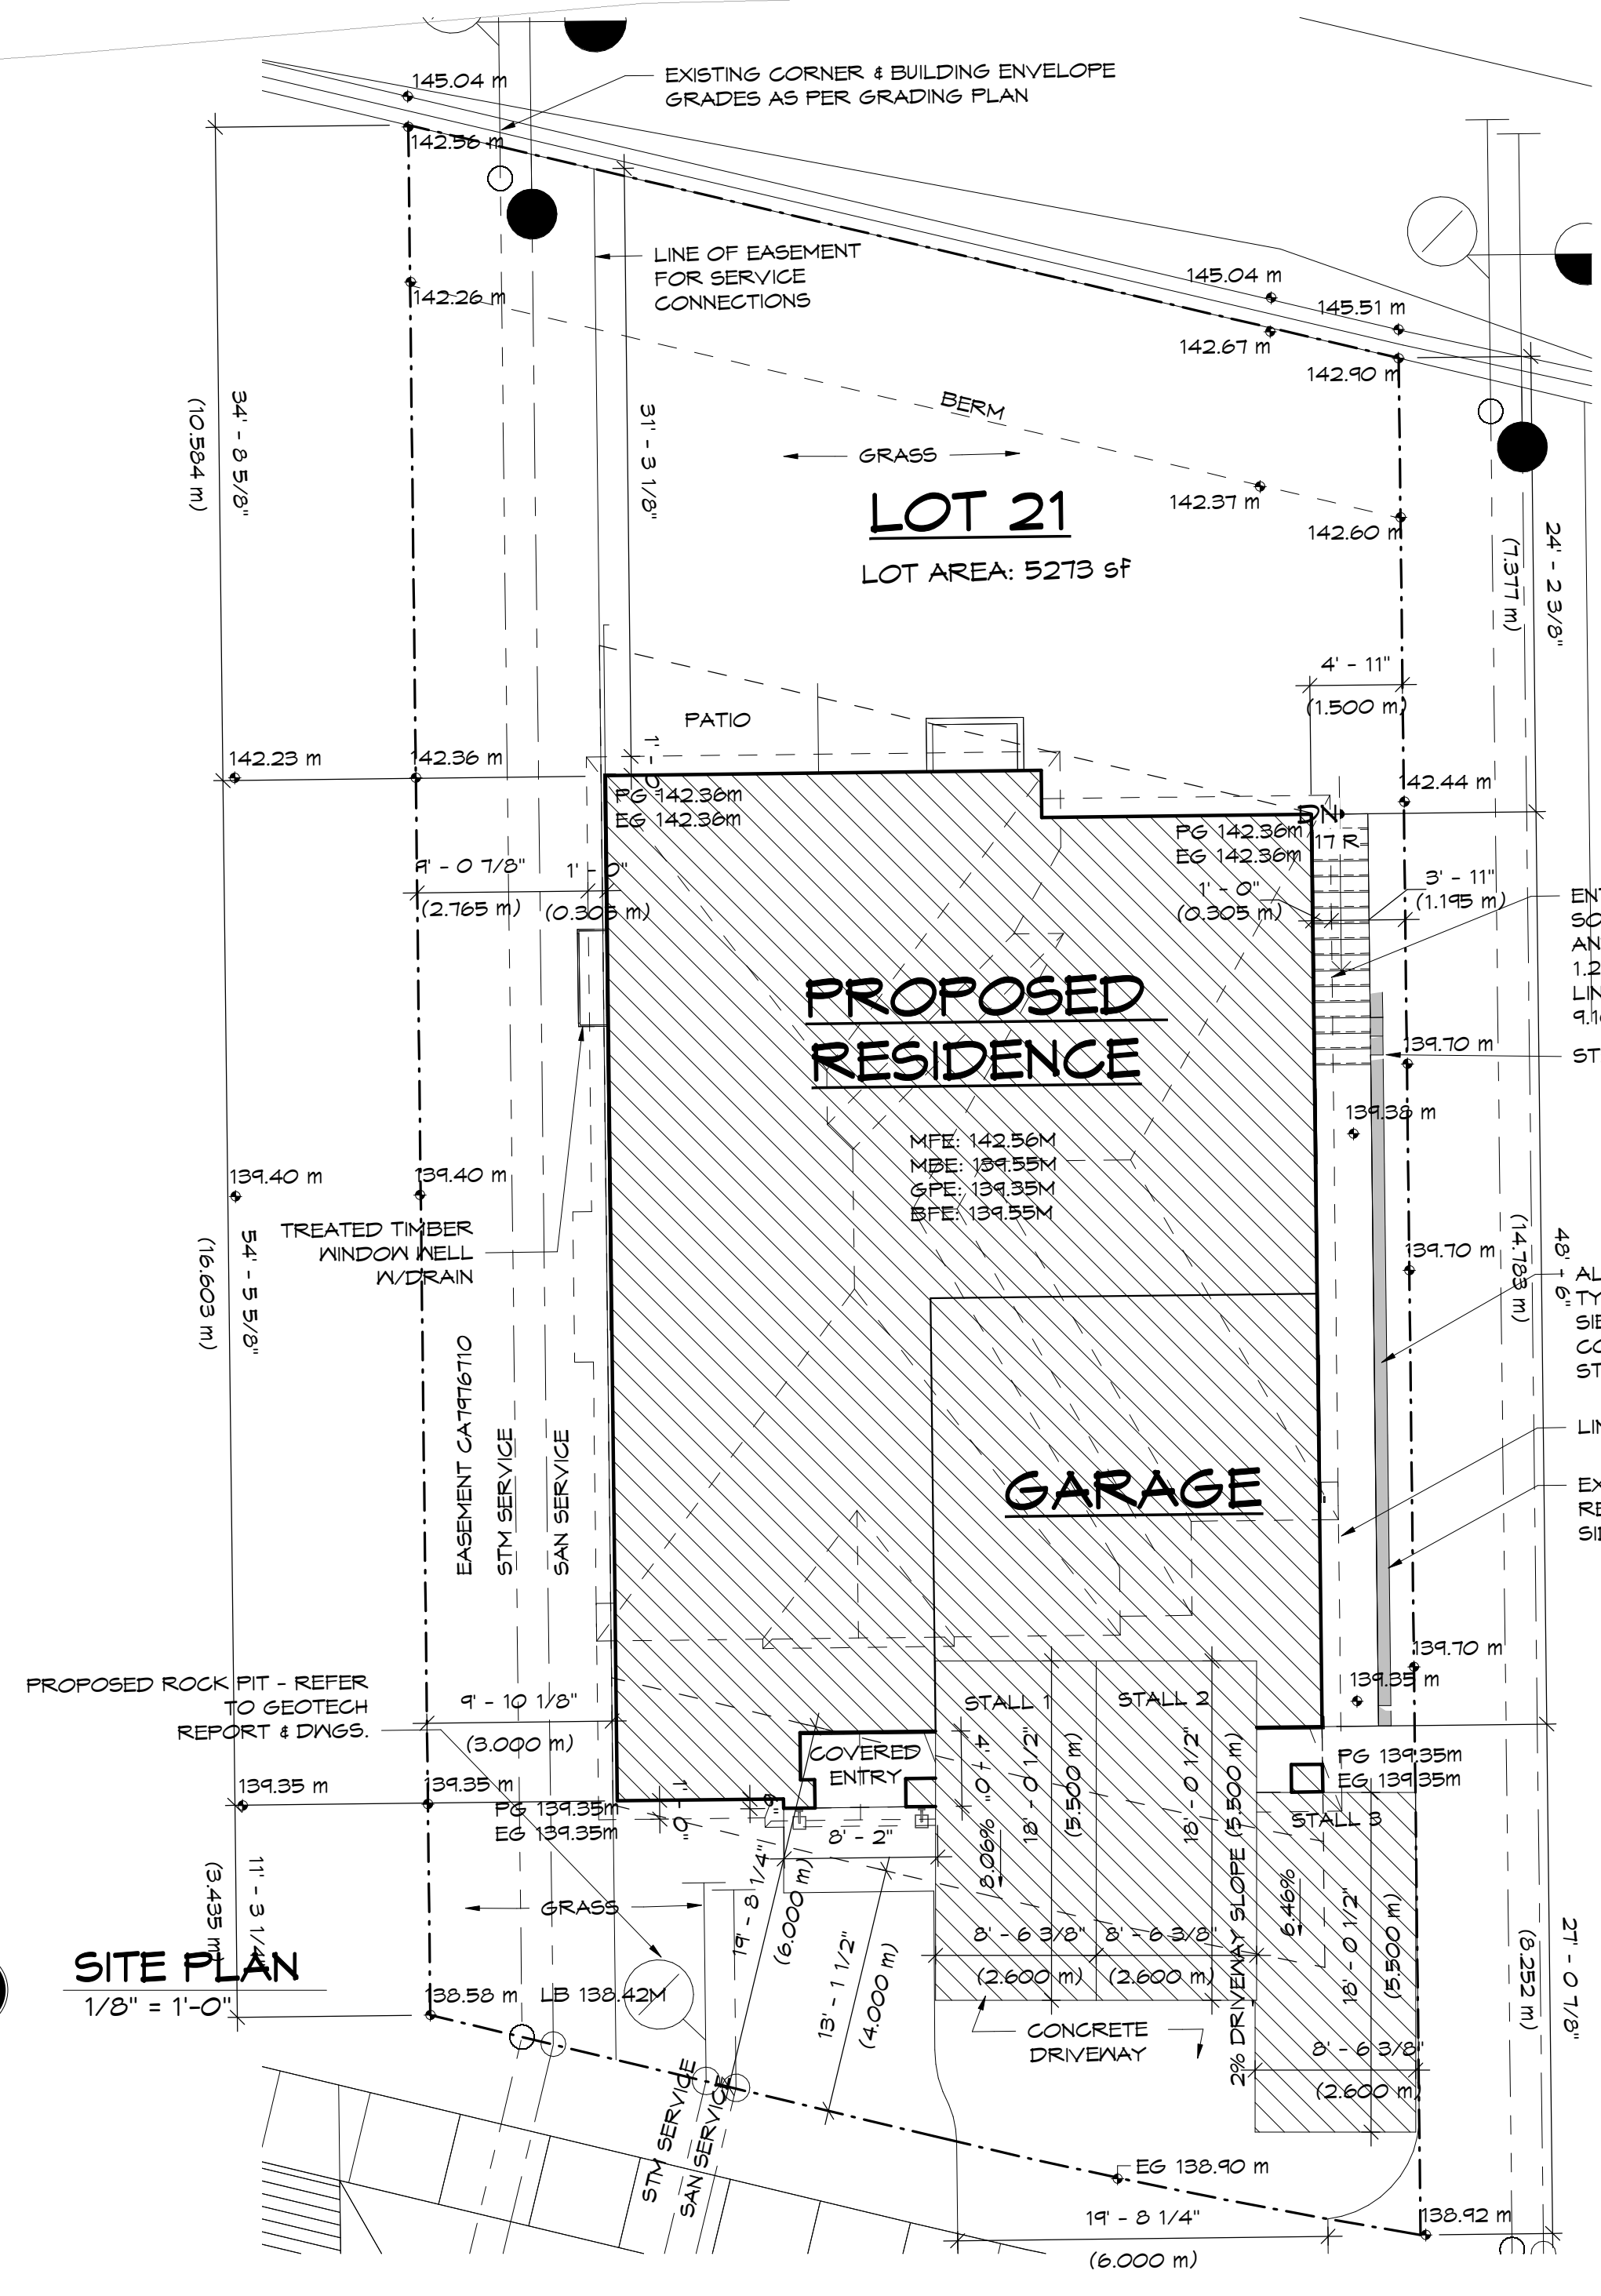 145.04 m
EXISTING CORNER & BUILDING ENVELOPE
GRADES AS PER GRADING PLAN
142.56 m
LINE OF EASEMENT
FOR SERVICE
CONNECTIONS
142.26 m
145.04 m
145.51 m
142.67 m
142.90 m
34' - 8 5/8"
(10.584 m)
31' - 3 1/8"
BERM
GRASS
142.37 m
LOT 21
142.60 m
LOT AREA: 5273 sf
24' - 2 3/8"
(7.377 m)
4' - 11"
(1.500 m)
PATIO
1' - 0"
142.23 m
142.36 m
142.44 m
PG 142.36m
EG 142.36m
DN
17 R
PG 142.36m
EG 142.36m
9' - 0 7/8"
(2.765 m)
1' - 0"
(0.305 m)
1' - 0"
(0.305 m)
3' - 11"
(1.195 m)
PROPOSED
RESIDENCE
139.70 m
ST
139.38 m
MFE: 142.56M
MBE: 139.55M
GPE: 139.35M
BFE: 139.55M
139.40 m
139.40 m
TREATED TIMBER
WINDOW WELL
W/DRAIN
54' - 5 5/8"
(16.603 m)
139.70 m
48' - 6"
(14.783 m)
EASEMENT CA7976710
STM SERVICE
SAN SERVICE
GARAGE
139.70 m
139.35 m
PROPOSED ROCK PIT - REFER
TO GEOTECH
REPORT & DWGS.
9' - 10 1/8"
(3.000 m)
STALL 1
STALL 2
COVERED
ENTRY
4' - 0"
18' - 0 1/2"
(5.500 m)
18' - 0 1/2"
(5.500 m)
PG 139.35m
EG 139.35m
STALL 3
139.35 m
139.35 m
PG 139.35m
EG 139.35m
1' - 0"
8"
8' - 2"
8.06%
6.46%
2% DRIVEWAY SLOPE
11' - 3 1/4"
(3.435 m)
GRASS
19' - 8 1/4"
(6.000 m)
13' - 1 1/2"
(4.000 m)
8' - 6 3/8"
(2.600 m)
8' - 6 3/8"
(2.600 m)
18' - 0 1/2"
(5.500 m)
27' - 0 7/8"
(8.252 m)
SITE PLAN
1/8" = 1'-0"
138.58 m
LB 138.42M
CONCRETE
DRIVEWAY
8' - 6 3/8"
(2.600 m)
STM SERVICE
SAN SERVICE
EG 138.90 m
19' - 8 1/4"
(6.000 m)
138.92 m